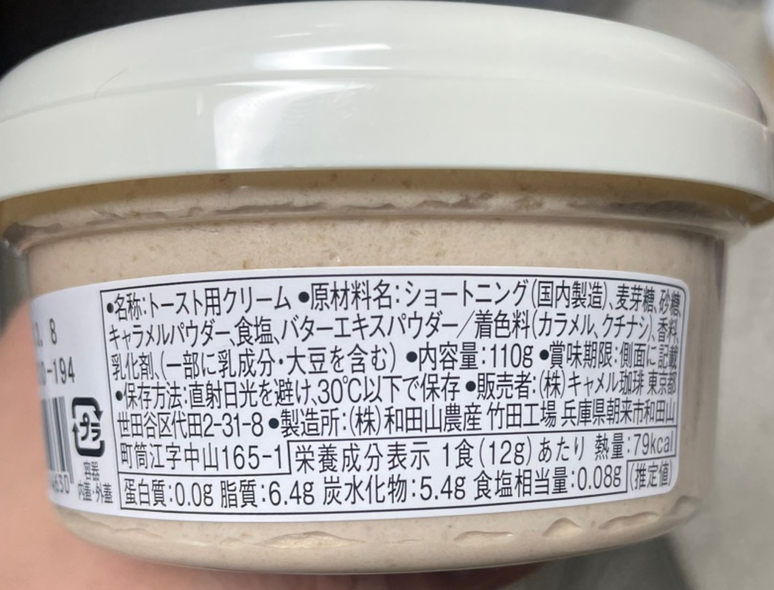 •名称:トースト用クリーム •原材料名:ショートニング(国内製造)、麦芽糖、砂糖、
キャラメルパウダー、食塩、バターエキスパウダー/着色料(カラメル、クチナシ)、香料、
乳化剤、(一部に乳成分・大豆を含む) •内容量:110g •賞味期限:側面に記載
•保存方法:直射日光を避け、30℃以下で保存 •販売者:(株)キャメル珈琲 東京都
世田谷区代田2-31-8 •製造所:(株)和田山農産 竹田工場 兵庫県朝来市和田山
町筒江字中山165-1
栄養成分表示 1食(12g)あたり 熱量:79kcal
蛋白質:0.0g 脂質:6.4g 炭水化物:5.4g 食塩相当量:0.08g (推定値)
8
-194
プラ
容器
内蓋・外蓋